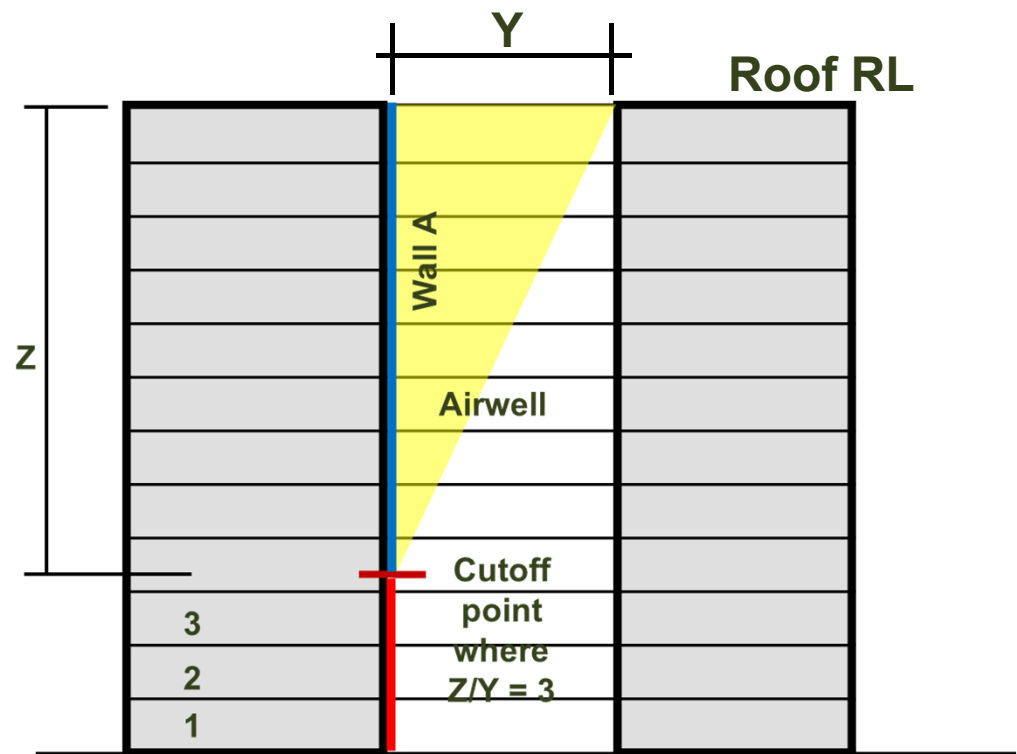 Y
Roof RL
Wall A
Z
Airwell
Cutoff
point
where
Z/Y = 3
3
2
1